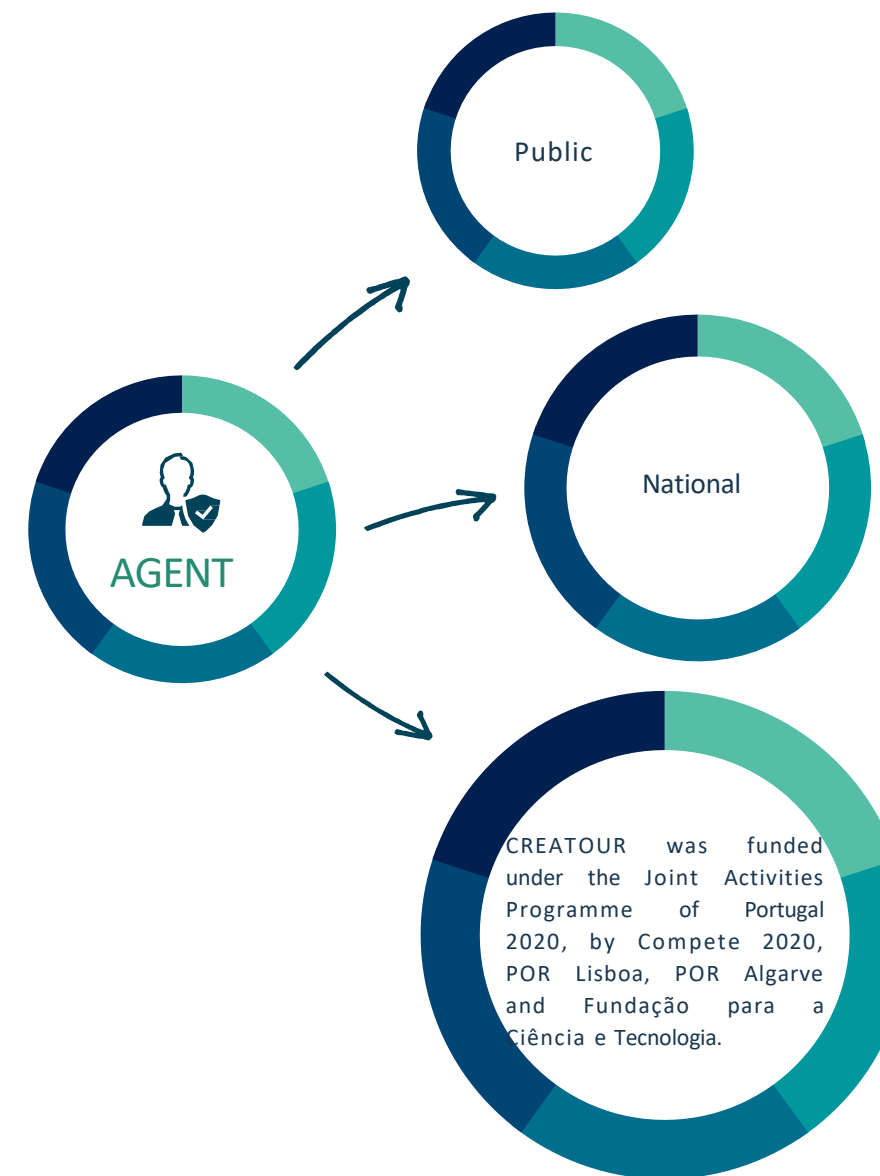 Public
National
AGENT
CREATOUR was funded
under the Joint Activities
Programme of Portugal
2020, by Compete 2020,
POR Lisboa, POR Algarve
and Fundação para a
Ciência e Tecnologia.